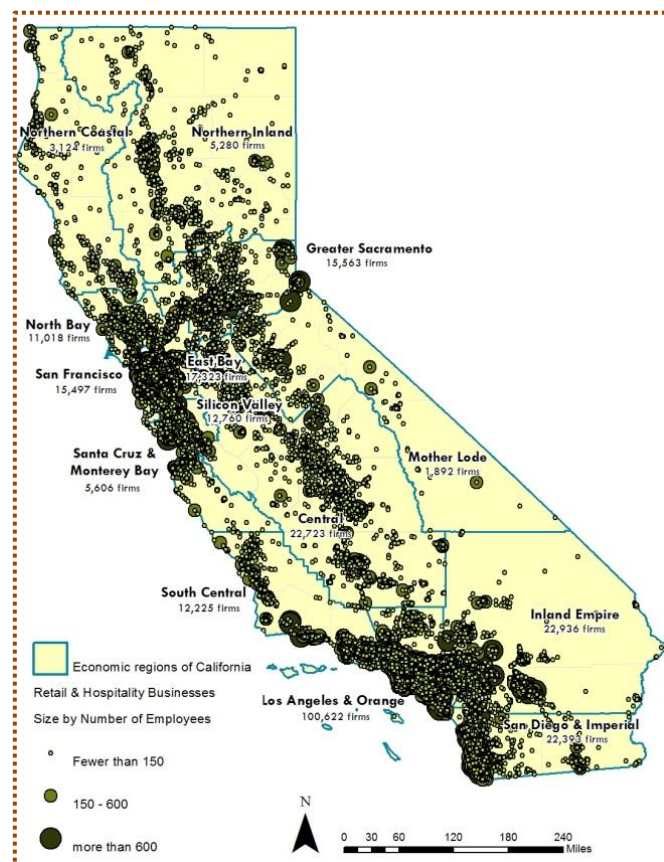 Northern Coastal
3,124 firms
Northern Inland
5,280 firms
Greater Sacramento
15,563 firms
North Bay
11,018 firms
East Bay
17,323 firms
San Francisco
15,497 firms
Silicon Valley
12,760 firms
Santa Cruz &
Monterey Bay
5,606 firms
Mother Lode
1,892 firms
Central
22,723 firms
South Central
12,225 firms
Inland Empire
22,936 firms
Los Angeles & Orange
100,622 firms
San Diego & Imperial
22,393 firms
Economic regions of California
Retail & Hospitality Businesses
Size by Number of Employees
Fewer than 150
150 - 600
more than 600
N
0 30 60 120 180 240
Miles